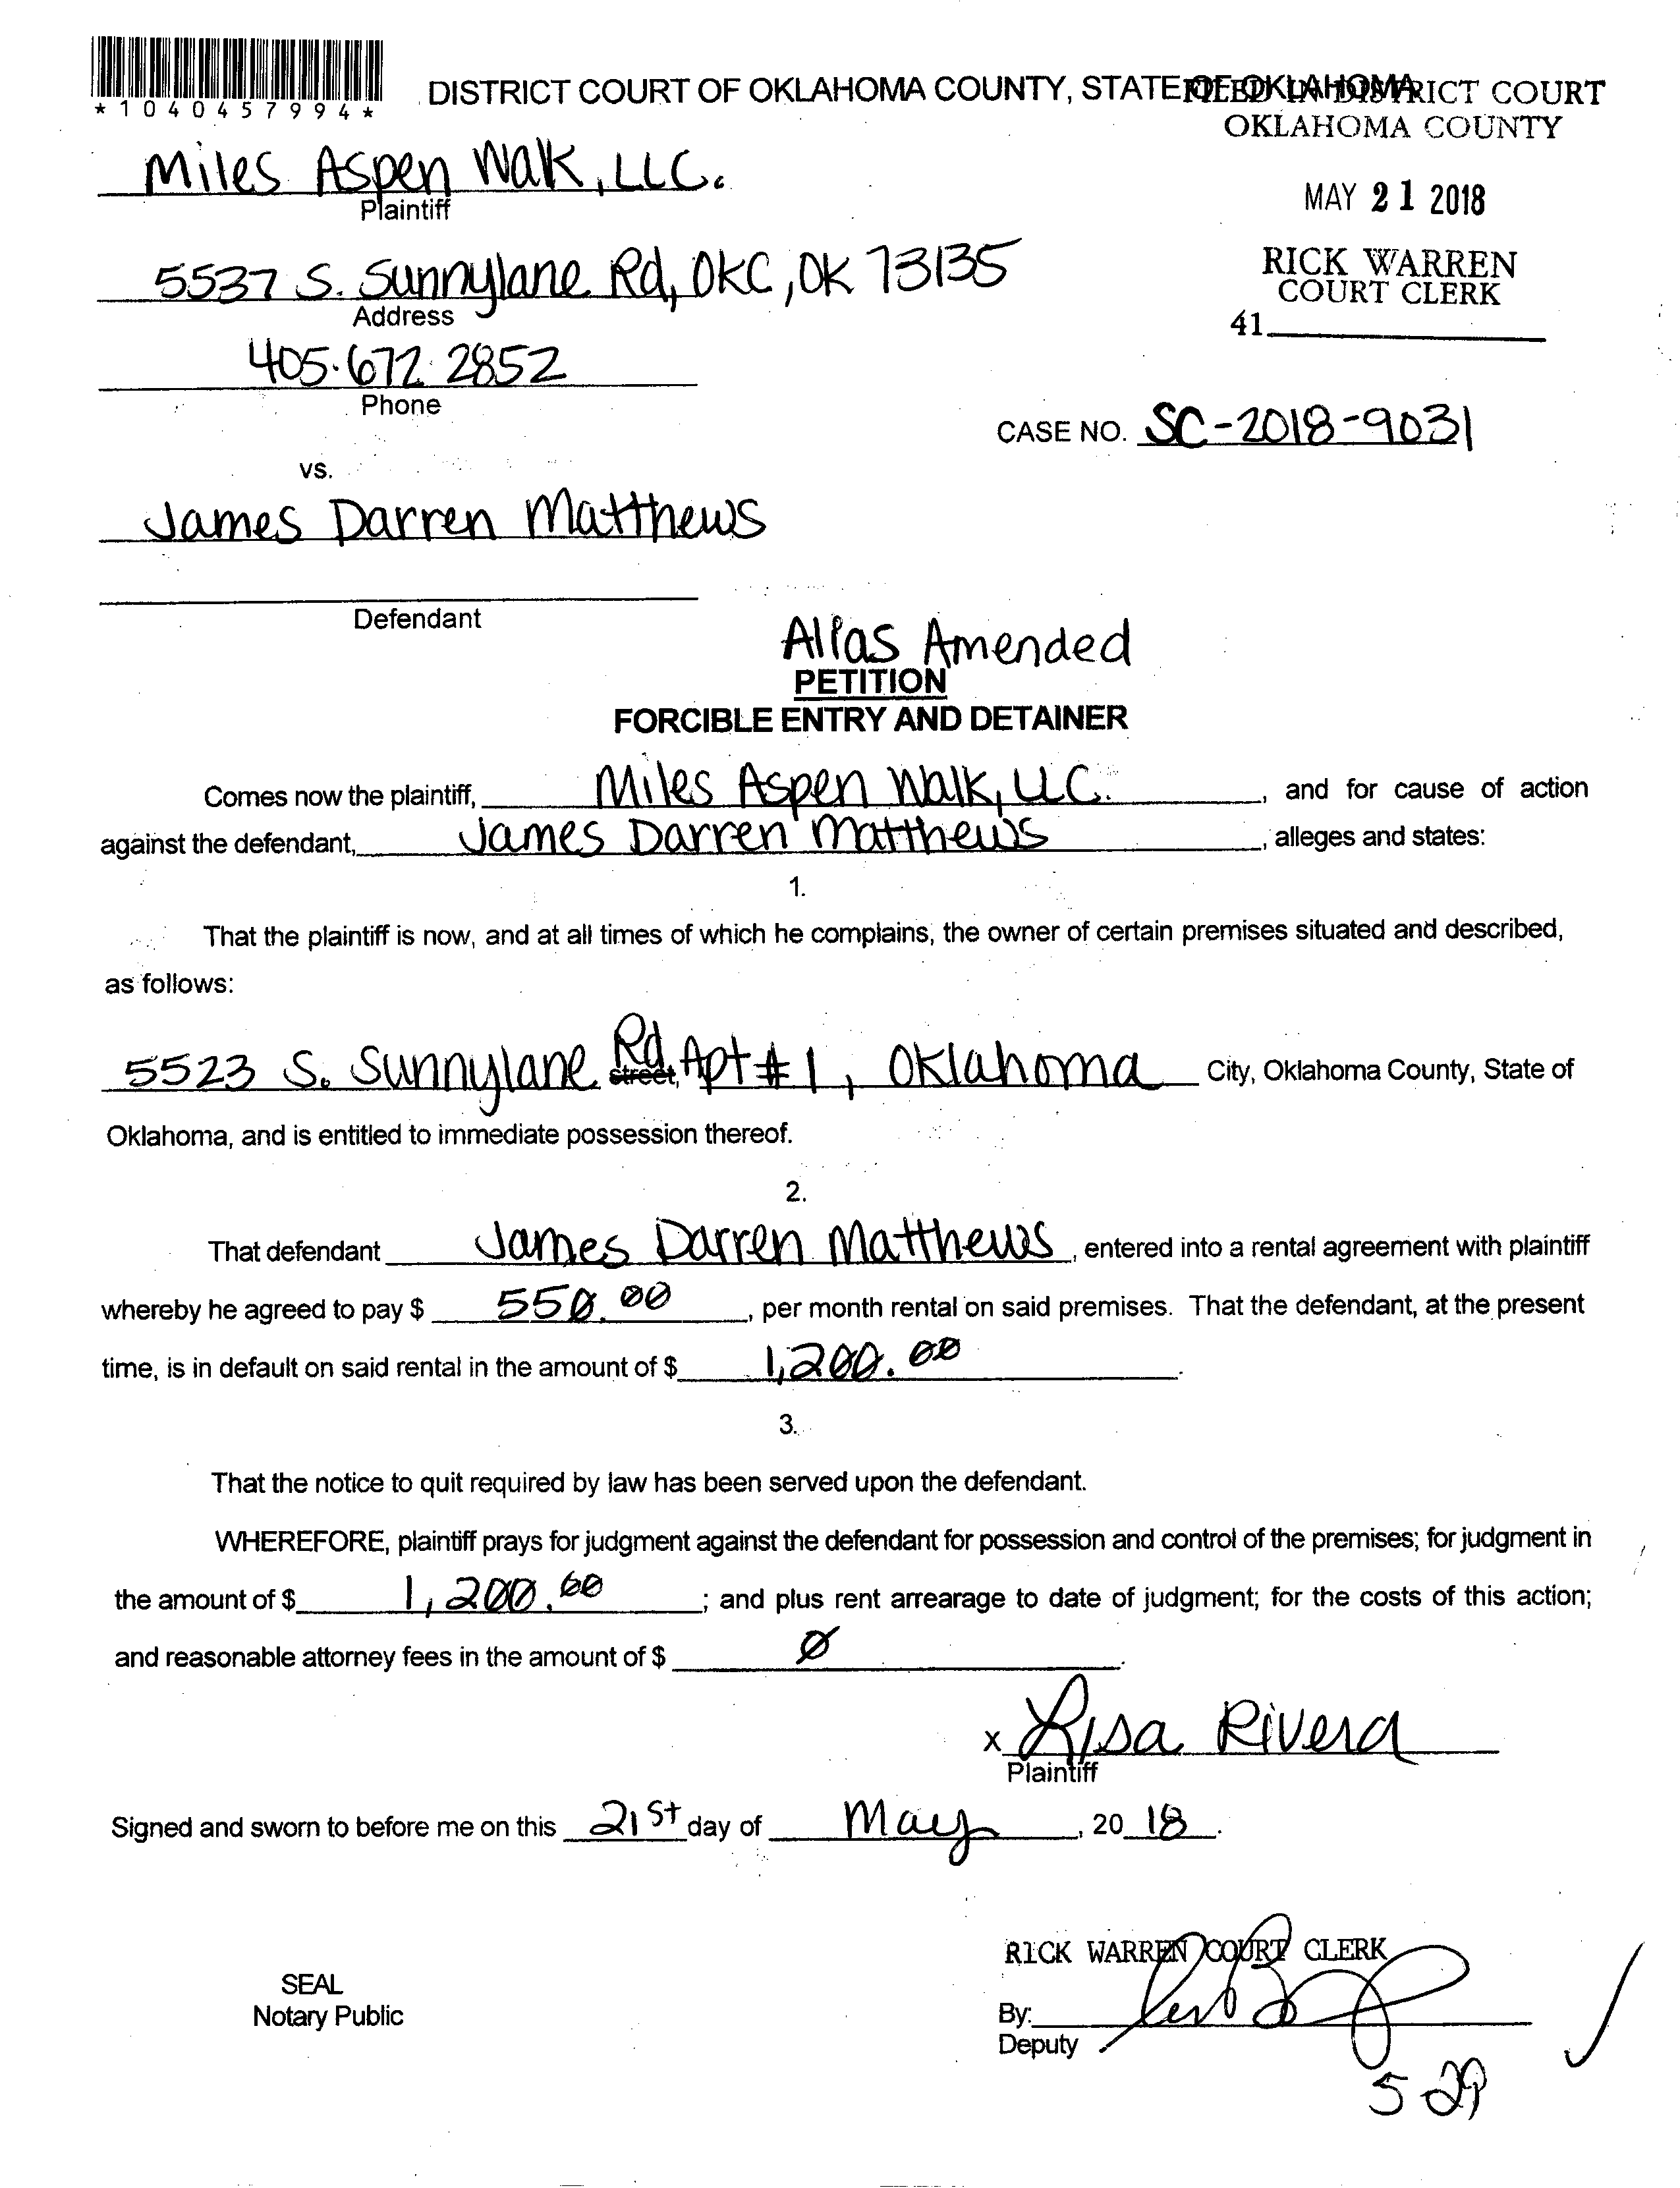 *1040457994*
DISTRICT COURT OF OKLAHOMA COUNTY, STATE OF OKLAHOMA
FILED IN DISTRICT COURT
OKLAHOMA COUNTY
Miles Aspen Walk, LLC.
Plaintiff
MAY 21 2018
5537 S. Sunnylane Rd, OKC, OK 73135
Address
RICK WARREN
COURT CLERK
41
405.672.2852
Phone
CASE NO. SC-2018-9031
vs.
James Darren Matthews
Defendant
Alias Amended
PETITION
FORCIBLE ENTRY AND DETAINER
Comes now the plaintiff, Miles Aspen Walk, LLC. , and for cause of action
against the defendant, James Darren Matthews , alleges and states:
1.
That the plaintiff is now, and at all times of which he complains, the owner of certain premises situated and described,
as follows:
5523 S. Sunnylane Rd street, Apt #1, Oklahoma City, Oklahoma County, State of
Oklahoma, and is entitled to immediate possession thereof.
2.
That defendant James Darren Matthews , entered into a rental agreement with plaintiff
whereby he agreed to pay $ 550.00 , per month rental on said premises. That the defendant, at the present
time, is in default on said rental in the amount of $ 1,200.00 .
3.
That the notice to quit required by law has been served upon the defendant.
WHEREFORE, plaintiff prays for judgment against the defendant for possession and control of the premises; for judgment in
the amount of $ 1,200.00 ; and plus rent arrearage to date of judgment; for the costs of this action;
and reasonable attorney fees in the amount of $ 0 .
x Lisa Rivera
Plaintiff
Signed and sworn to before me on this 21st day of May , 20 18 .
RICK WARREN COURT CLERK
SEAL
Notary Public
By:
Deputy
5 29